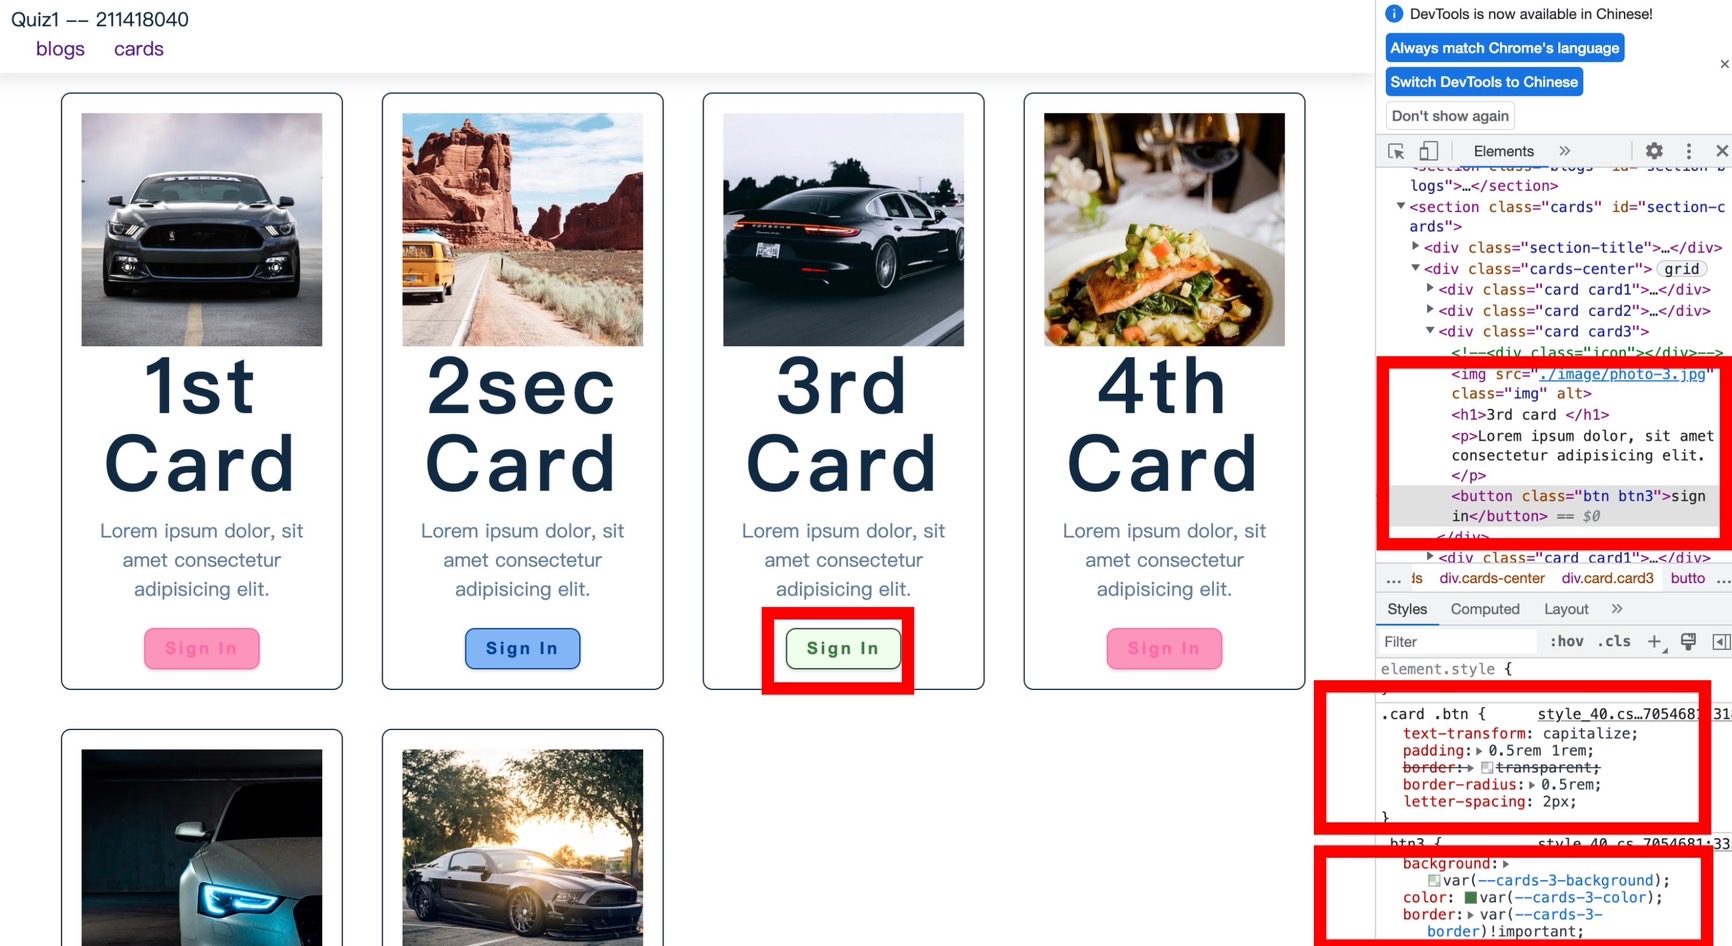 Quiz1 -- 211418040
blogs cards
1st
Card
Lorem ipsum dolor, sit
amet consectetur
adipisicing elit.
Sign In
2sec
Card
Lorem ipsum dolor, sit
amet consectetur
adipisicing elit.
Sign In
3rd
Card
Lorem ipsum dolor, sit
amet consectetur
adipisicing elit.
Sign In
4th
Card
Lorem ipsum dolor, sit
amet consectetur
adipisicing elit.
Sign In
STEEDA
PORSCHE
DevTools is now available in Chinese!
Always match Chrome's language
Switch DevTools to Chinese
Don't show again
Elements
logs">…</section>
<section class="cards" id="section-c
ards">
<div class="section-title">…</div>
<div class="cards-center"> grid
<div class="card card1">…</div>
<div class="card card2">…</div>
<div class="card card3">
<!--<div class="icon"></div>-->
<img src="./image/photo-3.jpg"
class="img" alt>
<h1>3rd card </h1>
<p>Lorem ipsum dolor, sit amet
consectetur adipisicing elit.
</p>
<button class="btn btn3">sign
in</button> == $0
</div>
<div class="card card1">…</div>
… ds div.cards-center div.card.card3 butto …
Styles Computed Layout
Filter :hov .cls
element.style {
}
.card .btn { style_40.cs…7054681:318
text-transform: capitalize;
padding: 0.5rem 1rem;
border: transparent;
border-radius: 0.5rem;
letter-spacing: 2px;
}
.btn3 { style_40.cs…7054681:33
background:
var(--cards-3-background);
color: var(--cards-3-color);
border: var(--cards-3-
border)!important;